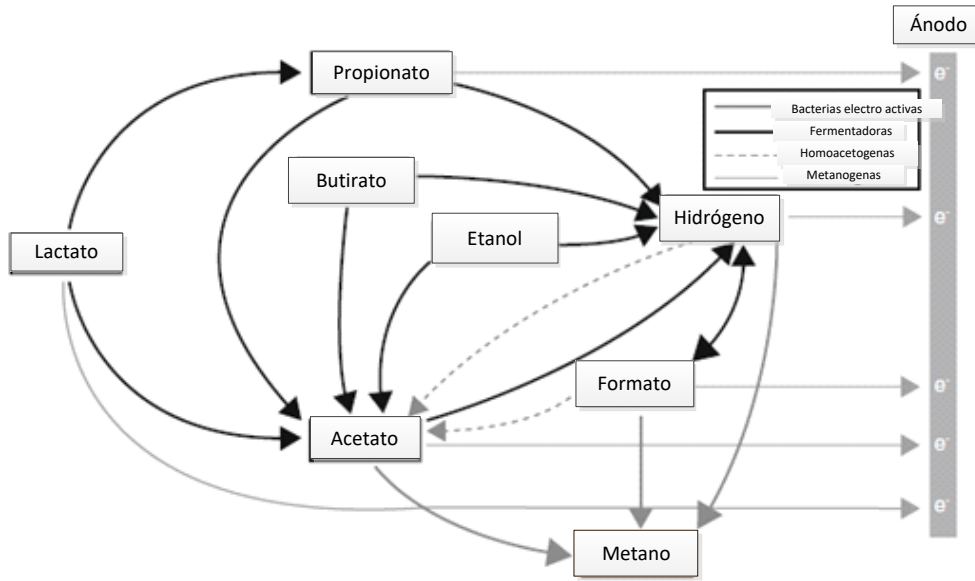 Ánodo
Propionato
e-
Bacterias electro activas
Fermentadoras
Homoacetogenas
Metanogenas
Butirato
Hidrógeno
e-
Etanol
Lactato
Formato
e-
Acetato
e-
e-
Metano